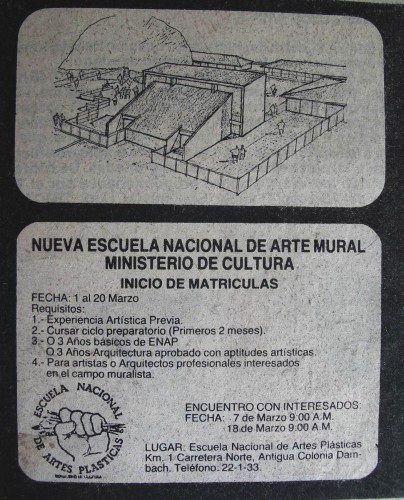 NUEVA ESCUELA NACIONAL DE ARTE MURAL
MINISTERIO DE CULTURA
INICIO DE MATRICULAS
FECHA: 1 al 20 Marzo
Requisitos:
1.- Experiencia Artística Previa.
2.- Cursar ciclo preparatorio (Primeros 2 meses).
3.- O 3 Años básicos de ENAP
O 3 Años Arquitectura aprobado con aptitudes artísticas.
4.- Para artistas o Arquitectos profesionales interesados
en el campo muralista.
ENCUENTRO CON INTERESADOS:
FECHA: 7 de Marzo 9:00 A.M.
18 de Marzo 9:00 A.M.
LUGAR: Escuela Nacional de Artes Plásticas
Km. 1 Carretera Norte, Antigua Colonia Dam-
bach. Teléfono: 22-1-33.
ESCUELA NACIONAL
DE ARTES PLASTICAS